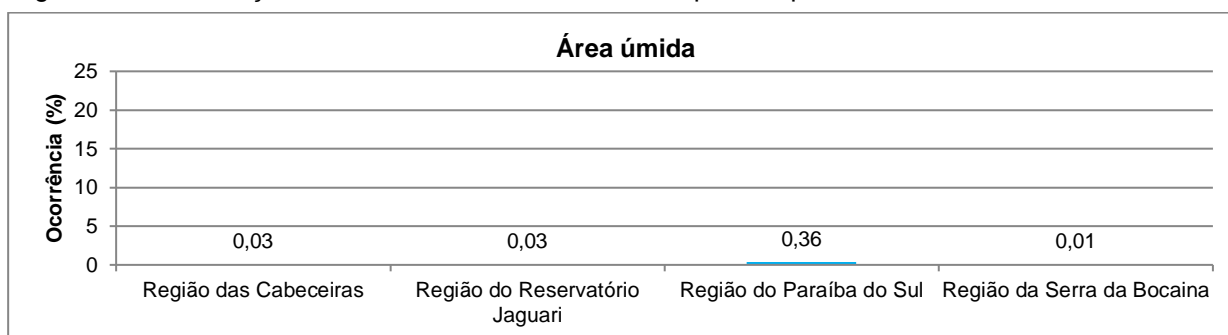 Área úmida
Ocorrência (%)
25
20
15
10
5
0
0,03
0,03
0,36
0,01
Região das Cabeceiras
Região do Reservatório
Jaguari
Região do Paraíba do Sul
Região da Serra da Bocaina